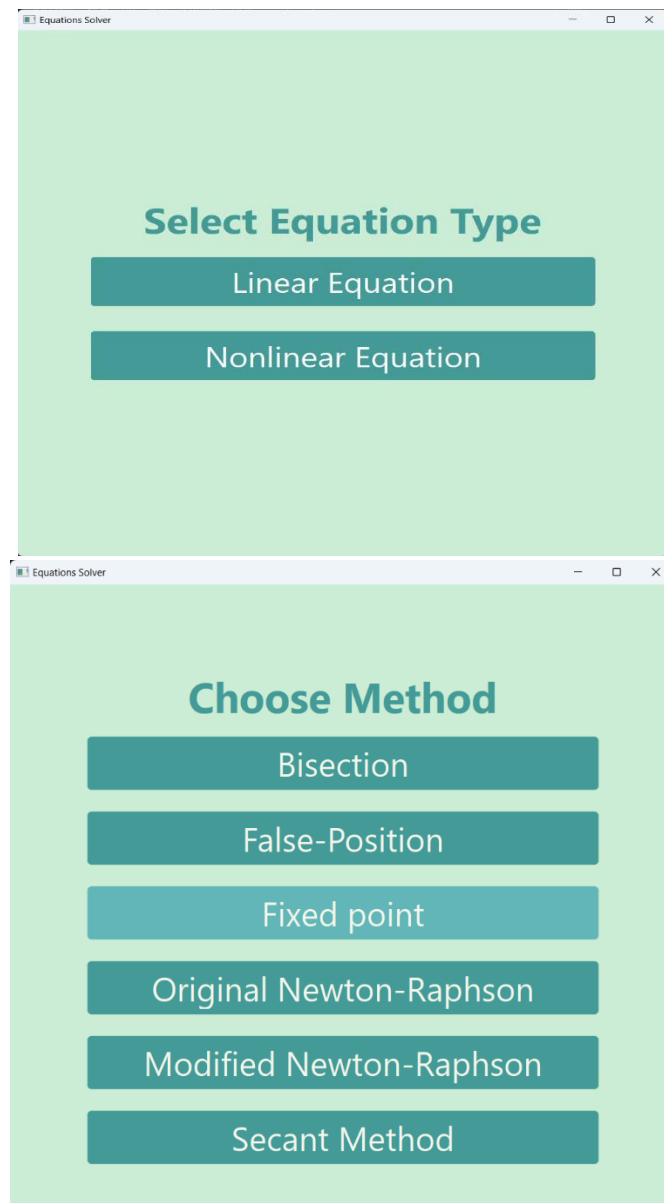 Equations Solver
Select Equation Type
Linear Equation
Nonlinear Equation
Equations Solver
Choose Method
Bisection
False-Position
Fixed point
Original Newton-Raphson
Modified Newton-Raphson
Secant Method